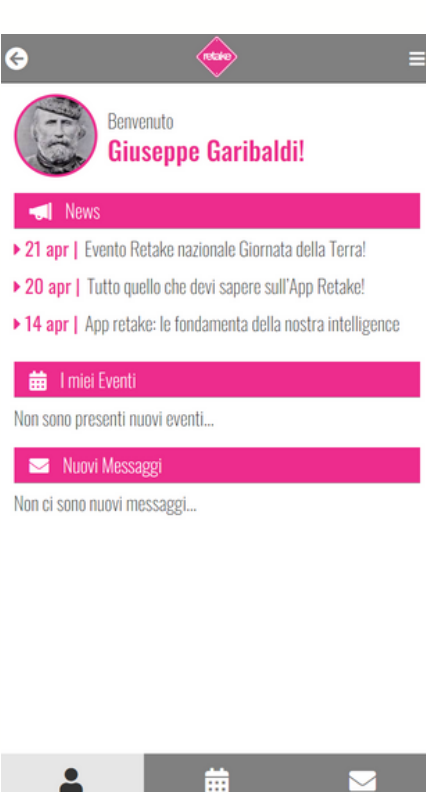 retake
Benvenuto
Giuseppe Garibaldi!
News
21 apr | Evento Retake nazionale Giornata della Terra!
20 apr | Tutto quello che devi sapere sull'App Retake!
14 apr | App retake: le fondamenta della nostra intelligence
I miei Eventi
Non sono presenti nuovi eventi...
Nuovi Messaggi
Non ci sono nuovi messaggi...